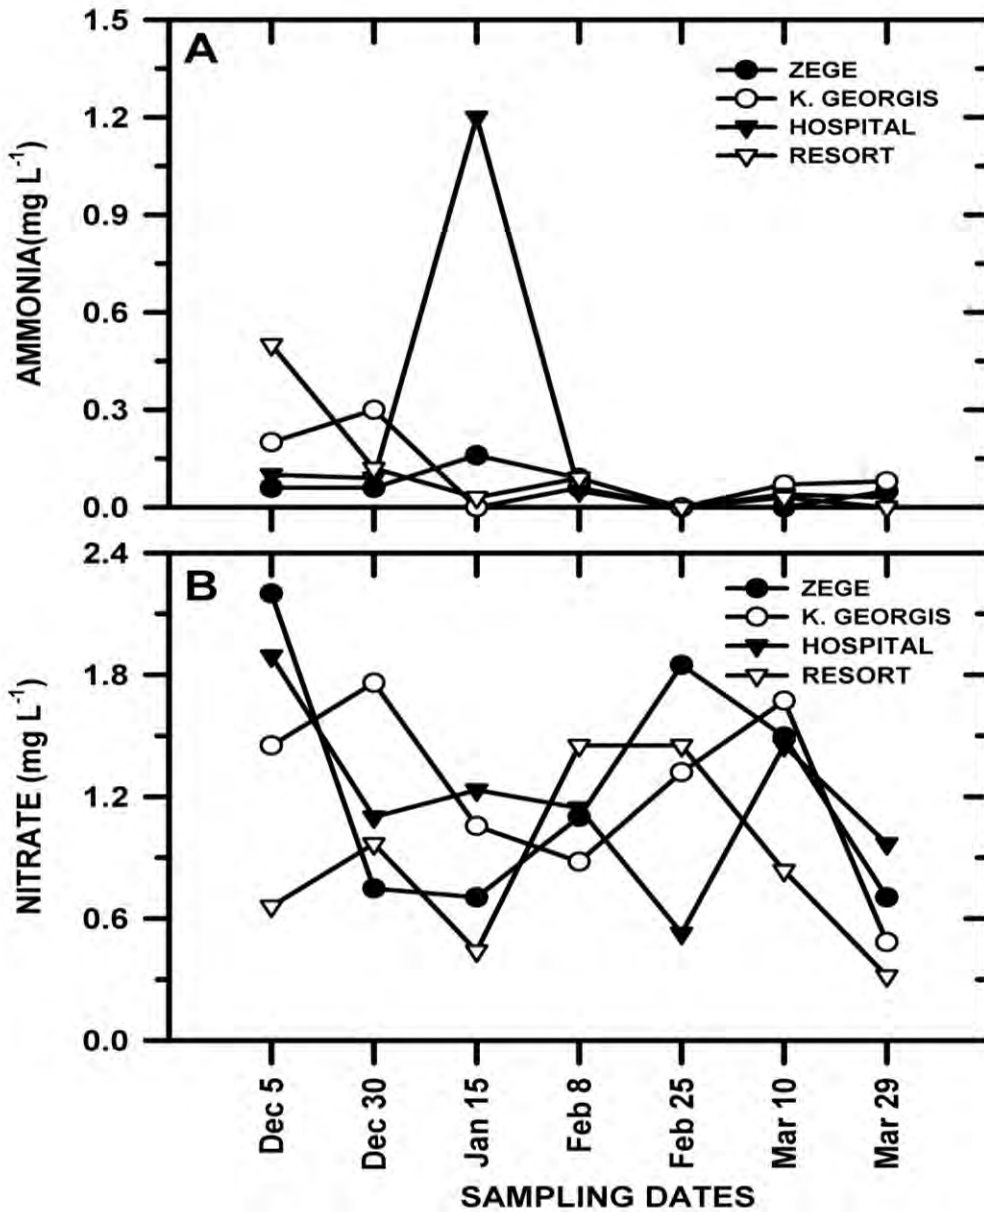 A
ZEGE
K. GEORGIS
HOSPITAL
RESORT
AMMONIA(mg L-1)
1.5
1.2
0.9
0.6
0.3
0.0
B
ZEGE
K. GEORGIS
HOSPITAL
RESORT
NITRATE (mg L-1)
2.4
1.8
1.2
0.6
0.0
Dec 5
Dec 30
Jan 15
Feb 8
Feb 25
Mar 10
Mar 29
SAMPLING DATES